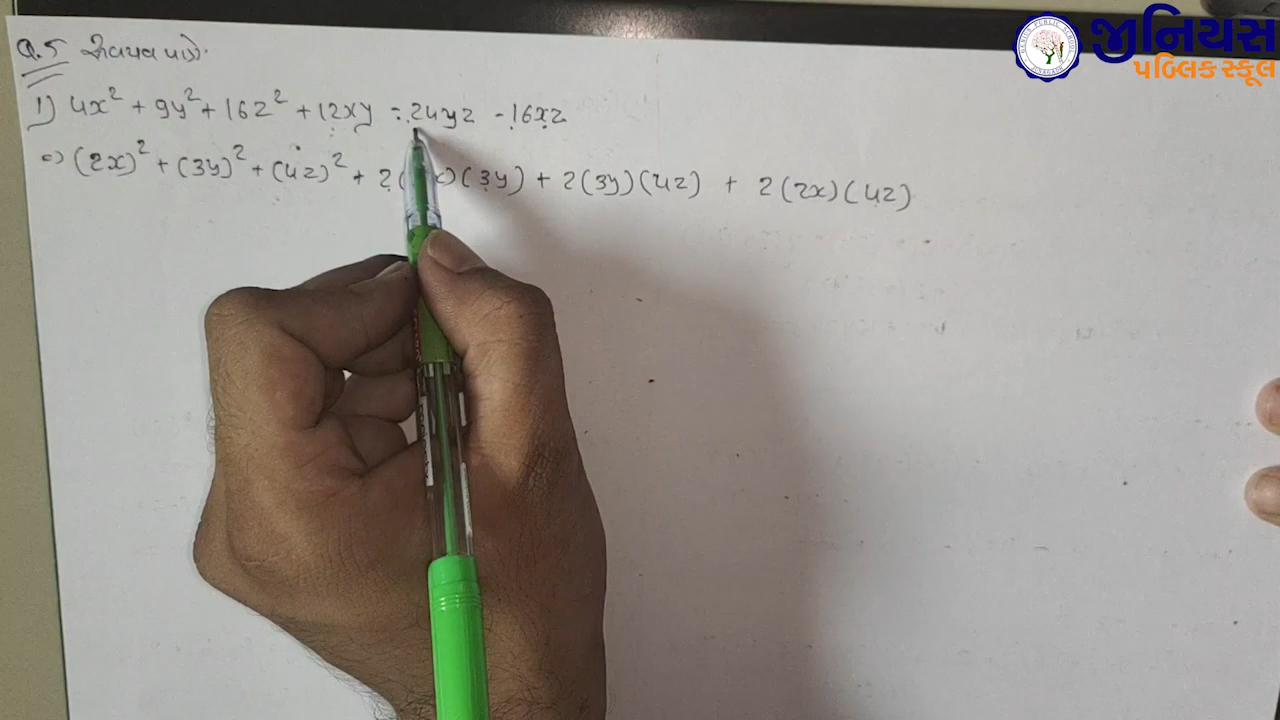 જીનિયસ
પબ્લિક સ્કૂલ
Q.5 અવયવ પાડો.
1) 4x² + 9y² + 16z² + 12xy - 24yz - 16xz
=> (2x)² + (3y)² + (4z)² + 2( x)(3y) + 2(3y)(4z) + 2(2x)(4z)